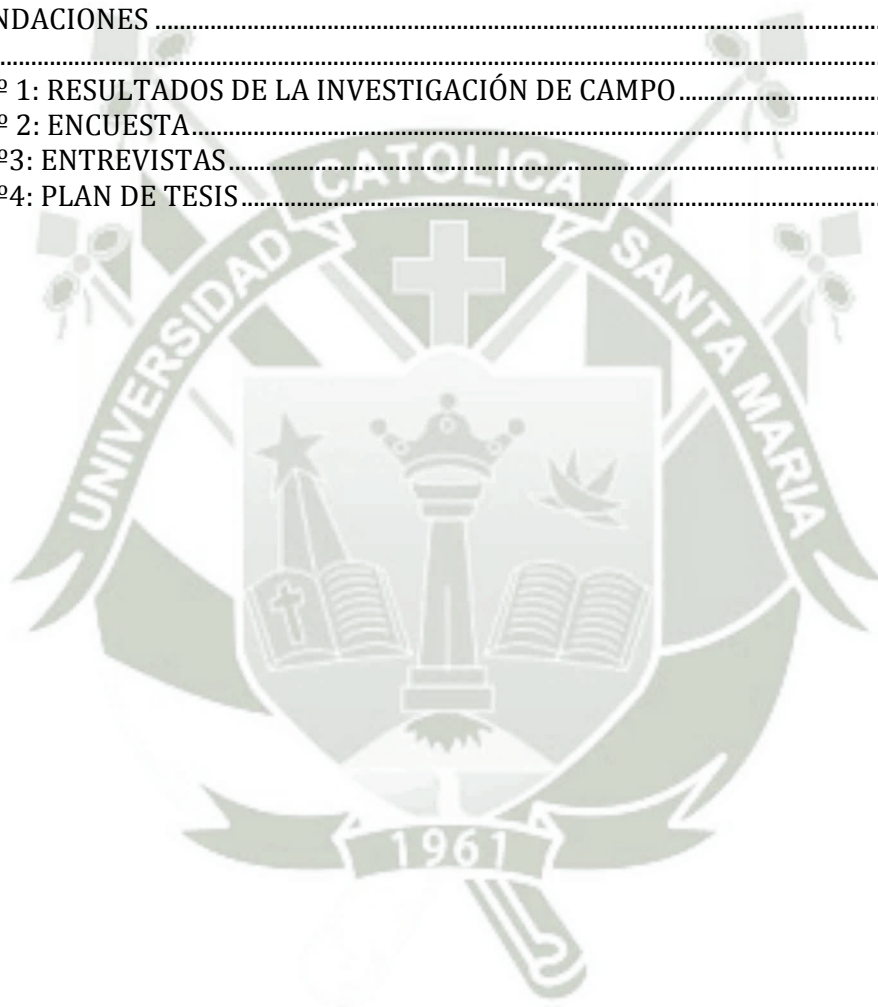 NDACIONES ........................................................................................
........................................................................................
º 1: RESULTADOS DE LA INVESTIGACIÓN DE CAMPO........................................
º 2: ENCUESTA........................................................................................
º3: ENTREVISTAS........................................................................................
º4: PLAN DE TESIS........................................................................................
UNIVERSIDAD CATOLICA SANTA MARIA
1961